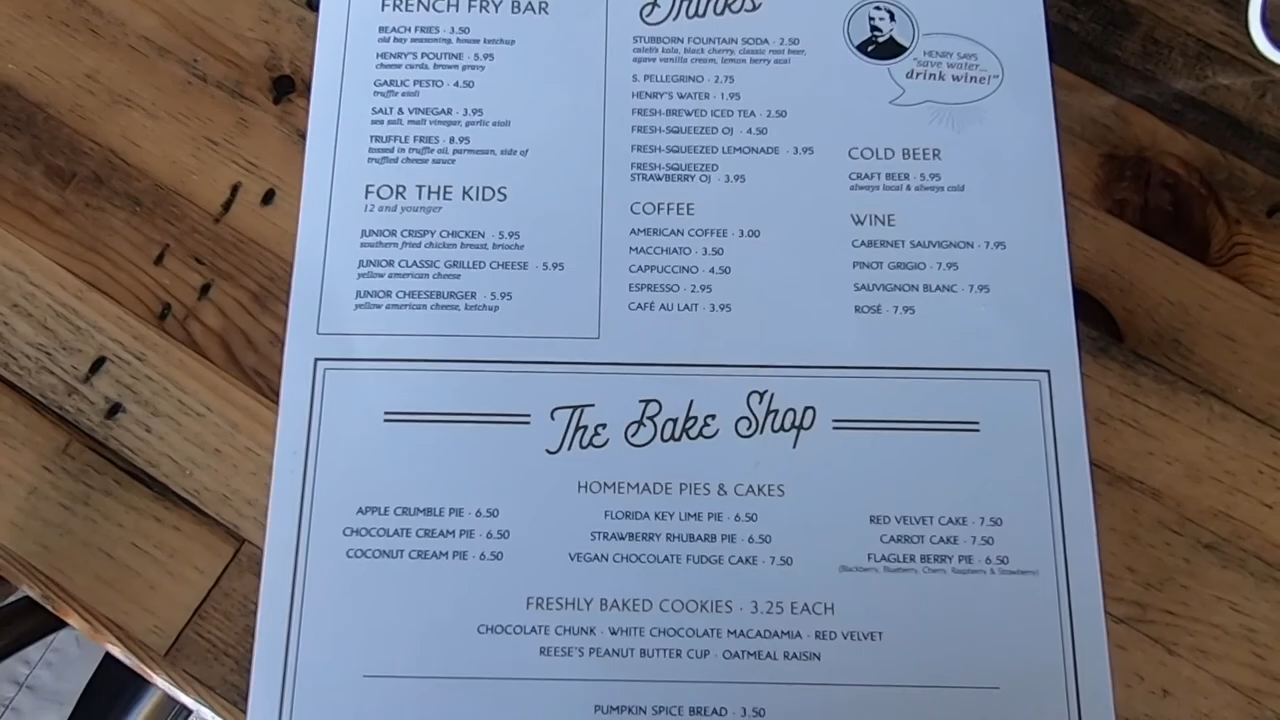 FRENCH FRY BAR
BEACH FRIES · 3.50
old bay seasoning, house ketchup
HENRY'S POUTINE · 5.95
cheese curds, brown gravy
GARLIC PESTO · 4.50
truffle aioli
SALT & VINEGAR · 3.95
sea salt, malt vinegar, garlic aioli
TRUFFLE FRIES · 8.95
tossed in truffle oil, parmesan, side of
truffled cheese sauce
FOR THE KIDS
12 and younger
JUNIOR CRISPY CHICKEN · 5.95
southern fried chicken breast, brioche
JUNIOR CLASSIC GRILLED CHEESE · 5.95
yellow american cheese
JUNIOR CHEESEBURGER · 5.95
yellow american cheese, ketchup
Drinks
STUBBORN FOUNTAIN SODA · 2.50
caleb's kola, black cherry, classic root beer,
agave vanilla cream, lemon berry acai
S. PELLEGRINO · 2.75
HENRY'S WATER · 1.95
FRESH-BREWED ICED TEA · 2.50
FRESH-SQUEEZED OJ · 4.50
FRESH-SQUEEZED LEMONADE · 3.95
FRESH-SQUEEZED
STRAWBERRY OJ · 3.95
COFFEE
AMERICAN COFFEE · 3.00
MACCHIATO · 3.50
CAPPUCCINO · 4.50
ESPRESSO · 2.95
CAFÉ AU LAIT · 3.95
HENRY SAYS
"save water...
drink wine!"
COLD BEER
CRAFT BEER · 5.95
always local & always cold
WINE
CABERNET SAUVIGNON · 7.95
PINOT GRIGIO · 7.95
SAUVIGNON BLANC · 7.95
ROSÉ · 7.95
The Bake Shop
HOMEMADE PIES & CAKES
APPLE CRUMBLE PIE · 6.50
CHOCOLATE CREAM PIE · 6.50
COCONUT CREAM PIE · 6.50
FLORIDA KEY LIME PIE · 6.50
STRAWBERRY RHUBARB PIE · 6.50
VEGAN CHOCOLATE FUDGE CAKE · 7.50
RED VELVET CAKE · 7.50
CARROT CAKE · 7.50
FLAGLER BERRY PIE · 6.50
(Blackberry, Blueberry, Cherry, Raspberry & Strawberry)
FRESHLY BAKED COOKIES · 3.25 EACH
CHOCOLATE CHUNK · WHITE CHOCOLATE MACADAMIA · RED VELVET
REESE'S PEANUT BUTTER CUP · OATMEAL RAISIN
PUMPKIN SPICE BREAD · 3.50